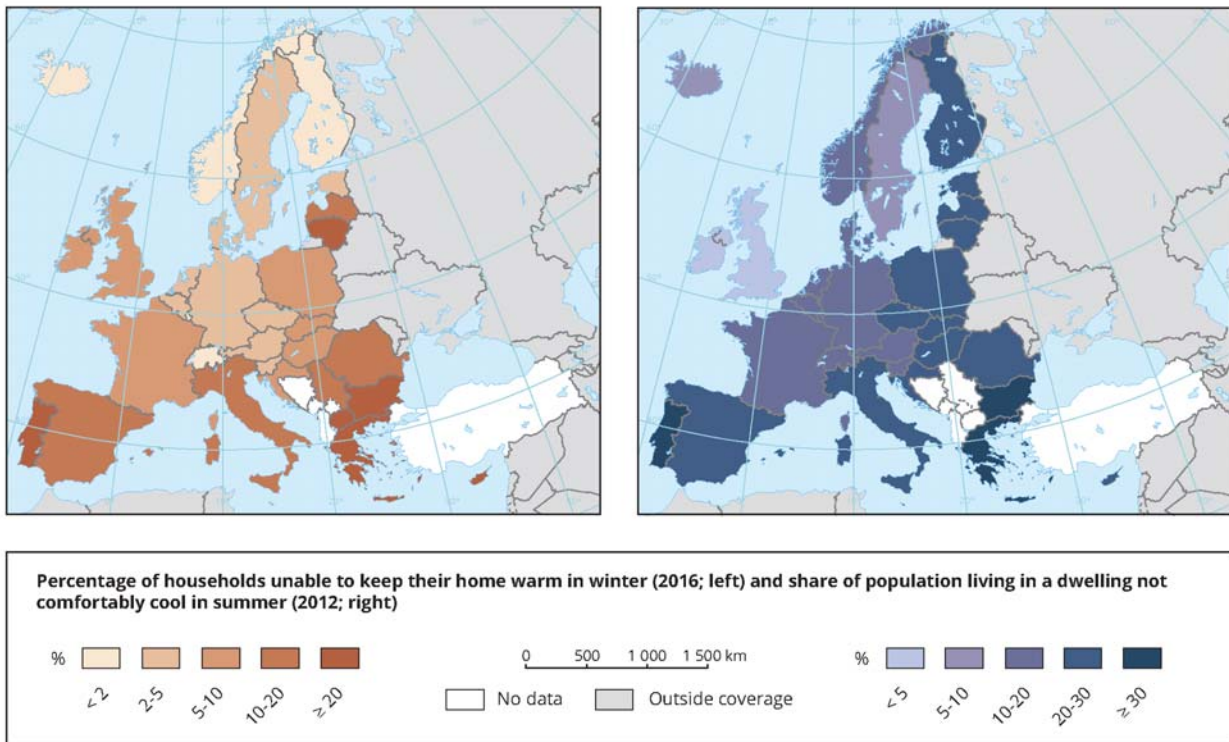 Percentage of households unable to keep their home warm in winter (2016; left) and share of population living in a dwelling not
comfortably cool in summer (2012; right)
%
< 2
2-5
5-10
10-20
≥ 20
0 500 1 000 1 500 km
No data
Outside coverage
%
< 5
5-10
10-20
20-30
≥ 30